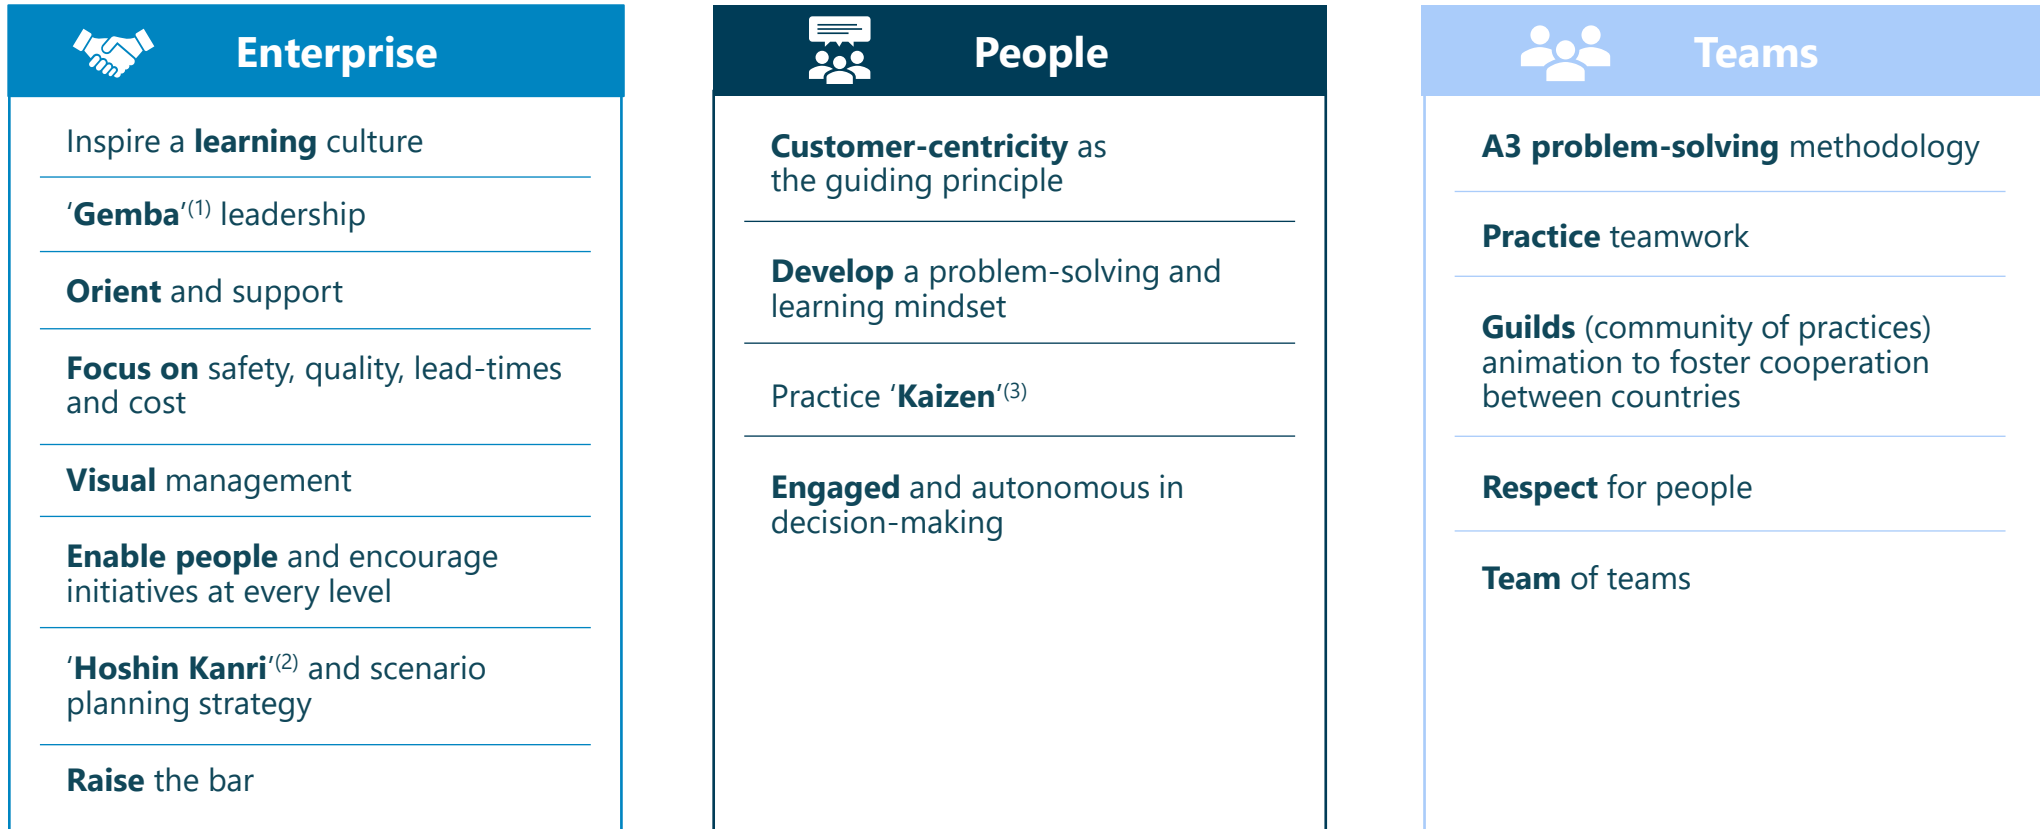 Enterprise
Inspire a learning culture
‘Gemba’(1) leadership
Orient and support
Focus on safety, quality, lead-times
and cost
Visual management
Enable people and encourage
initiatives at every level
‘Hoshin Kanri’(2) and scenario
planning strategy
Raise the bar
People
Customer-centricity as
the guiding principle
Develop a problem-solving and
learning mindset
Practice ‘Kaizen’(3)
Engaged and autonomous in
decision-making
Teams
A3 problem-solving methodology
Practice teamwork
Guilds (community of practices)
animation to foster cooperation
between countries
Respect for people
Team of teams